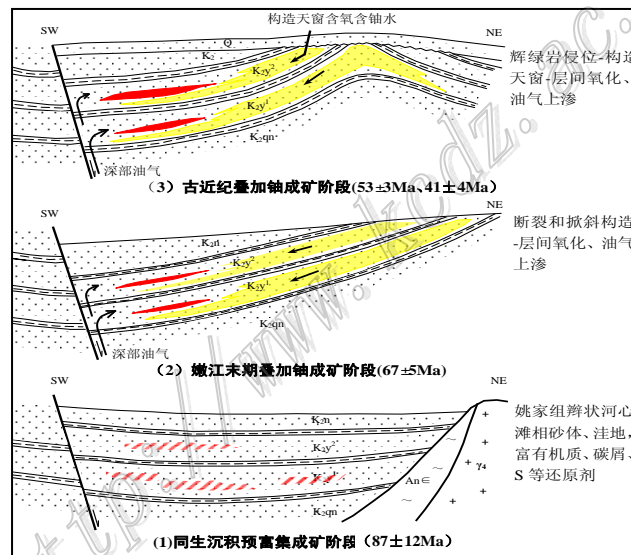 构造天窗含氧含铀水
SW
NE
Q
K₂
K₂y²
K₂y¹
K₂qn
深部油气
辉绿岩侵位-构造
天窗-层间氧化、
油气上渗
(3) 古近纪叠加铀成矿阶段(53±3Ma、41±4Ma)
SW
NE
K₂n
K₂y²
K₂y¹
K₂qn
深部油气
断裂和掀斜构造
-层间氧化、油气
上渗
(2) 嫩江末期叠加铀成矿阶段(67±5Ma)
SW
NE
K₂n
K₂y²
K₂qn
An∈
γ₄
姚家组辫状河心
滩相砂体、洼地,
富有机质、碳屑、
S 等还原剂
(1)同生沉积预富集成矿阶段(87±12Ma)
http://www.kcdz.ac.